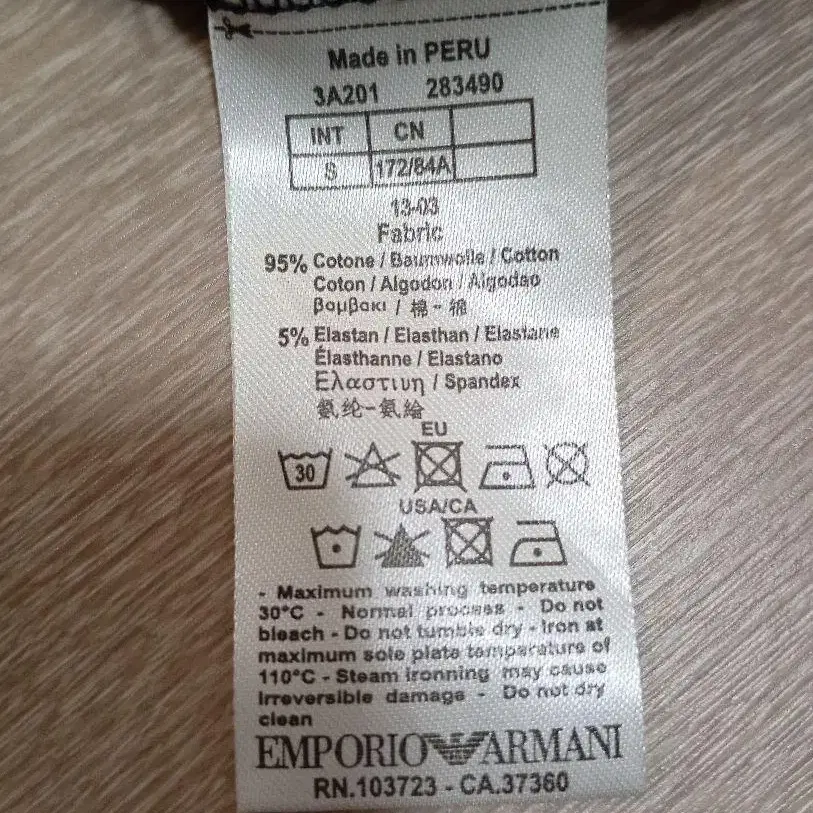 Made in PERU
3A201 283490
INT CN
S 172/84A
13-03
Fabric
95% Cotone / Baumwolle / Cotton
Coton / Algodon / Algodao
βαμβακι / 棉 - 綿
5% Elastan / Elasthan / Elastane
Élasthanne / Elastano
Ελαστινη / Spandex
氨纶-氨綸
EU
30
USA/CA
- Maximum washing temperature
30°C - Normal process - Do not
bleach - Do not tumble dry - Iron at
maximum sole plate temperature of
110°C - Steam ironning may cause
irreversible damage - Do not dry
clean
EMPORIO ARMANI
RN.103723 - CA.37360